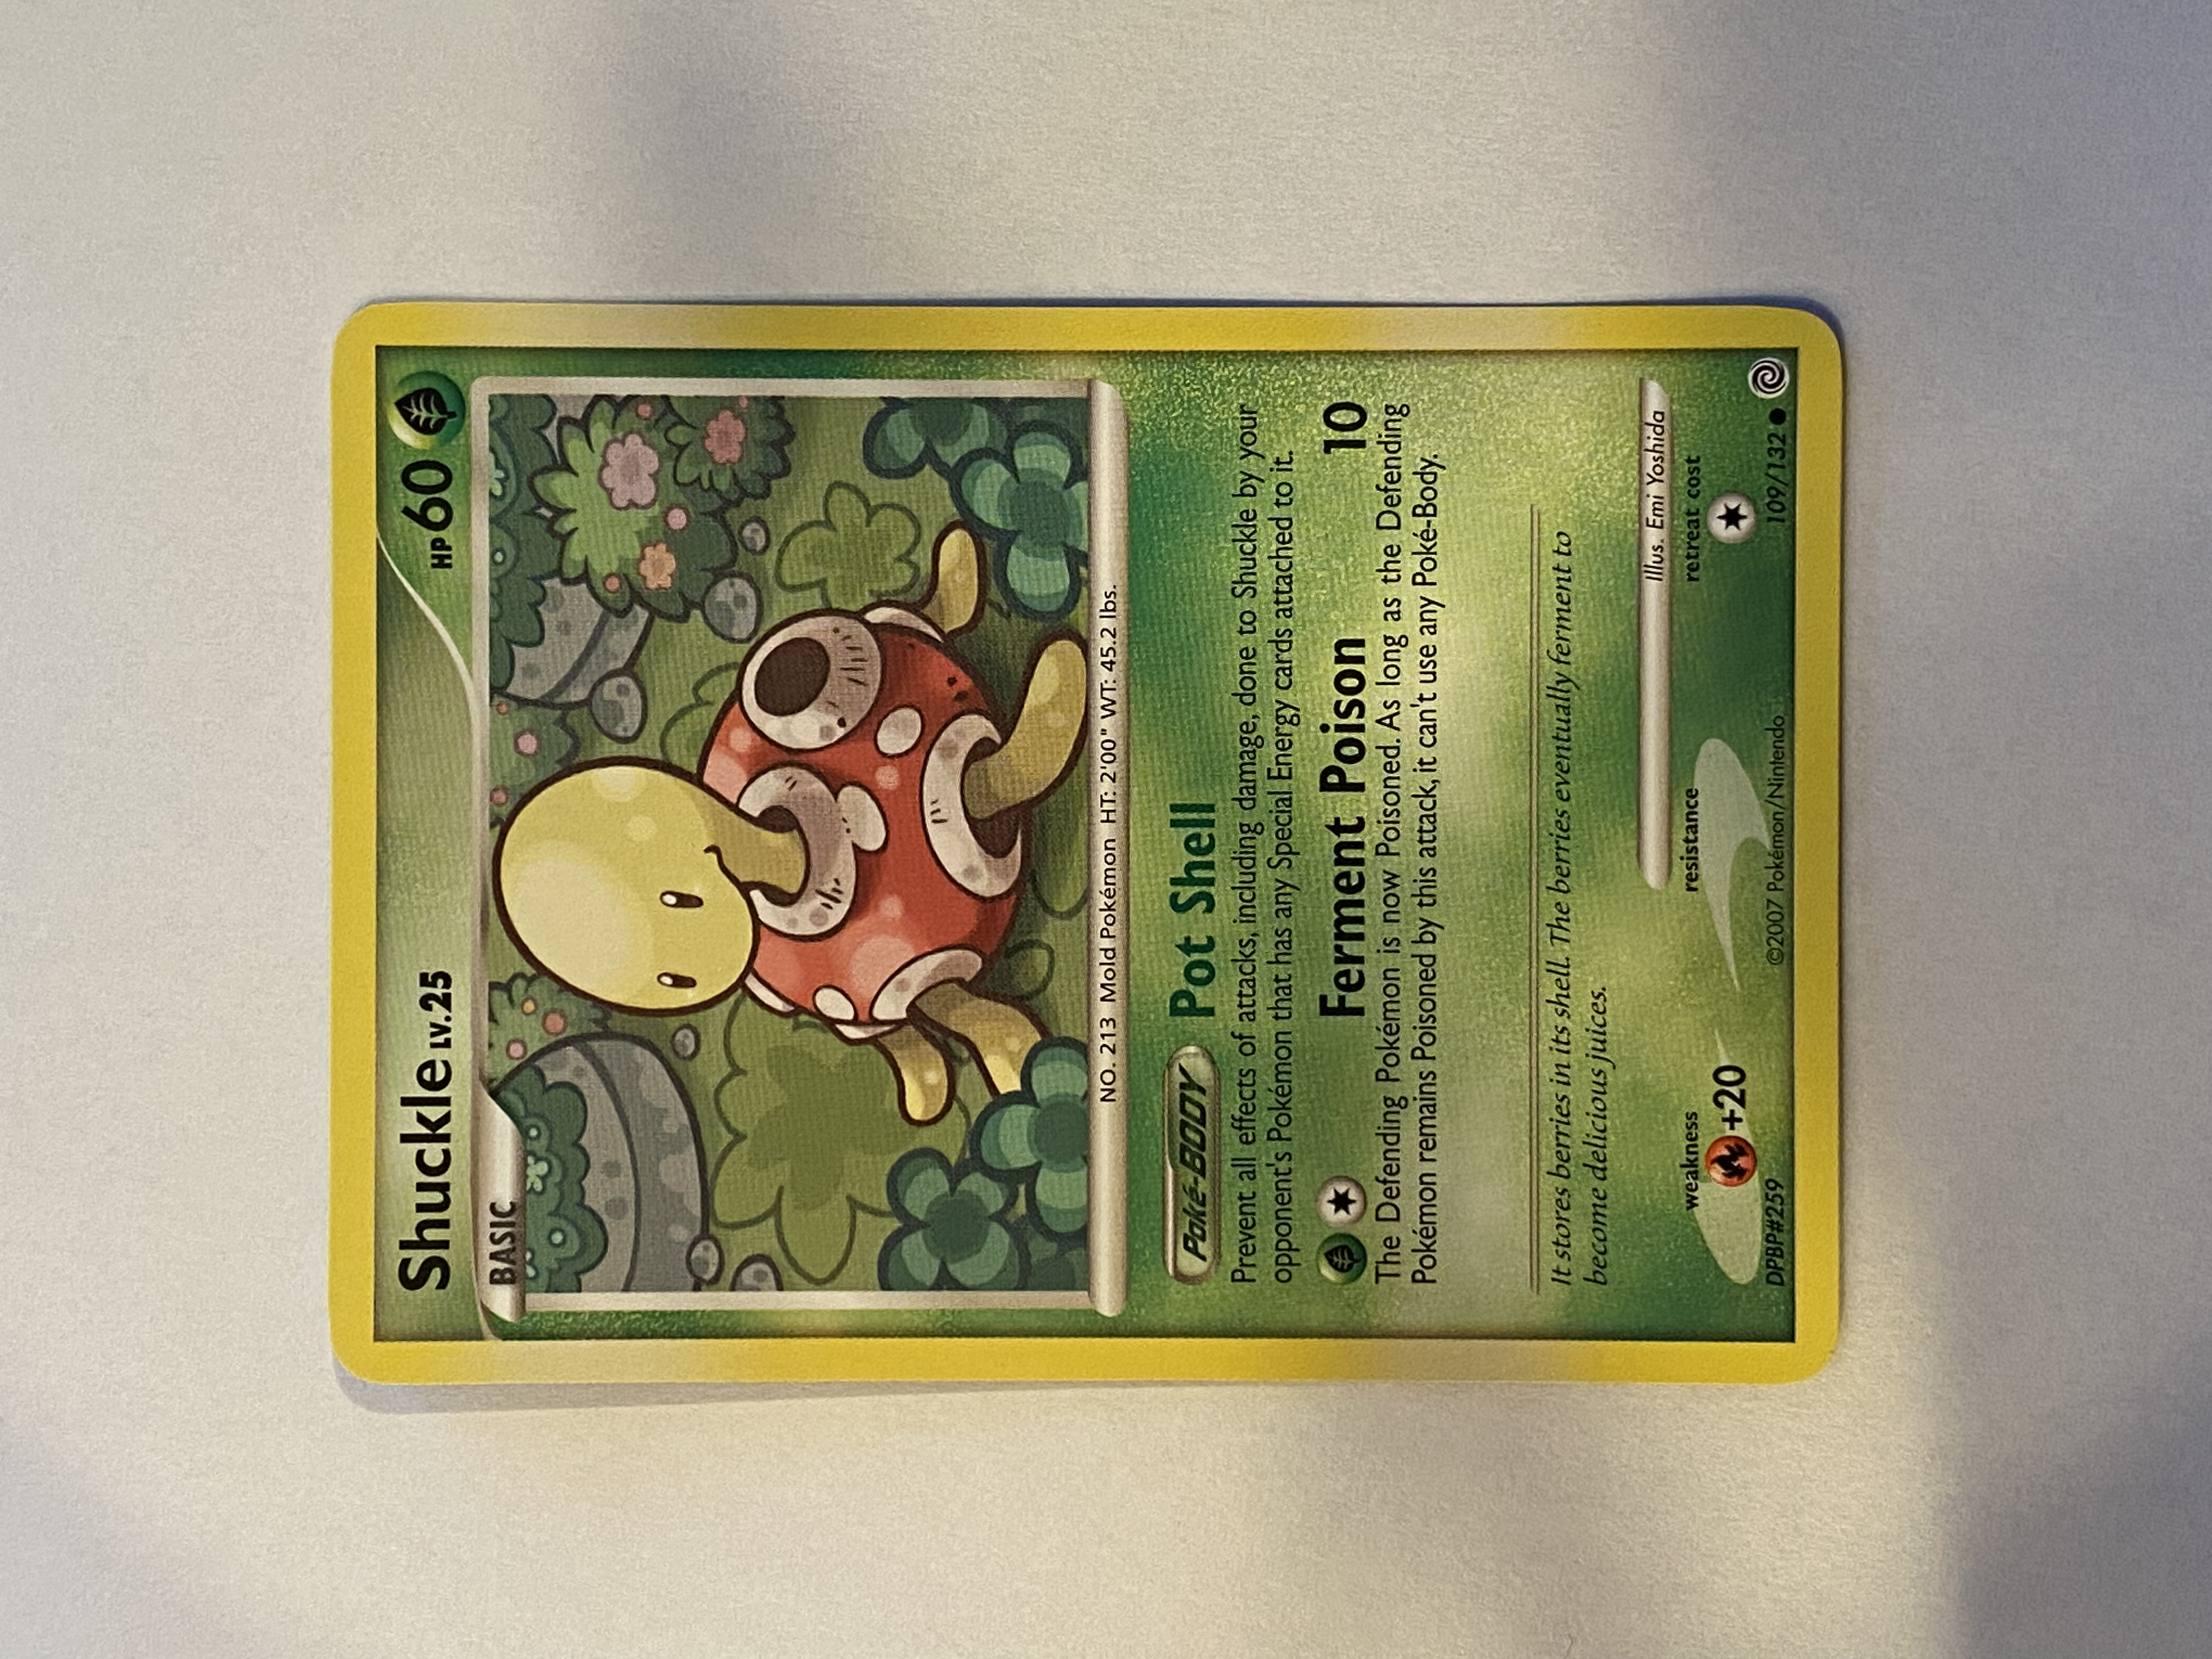 Shuckle LV.25 HP 60
BASIC
NO. 213 Mold Pokémon HT: 2'00" WT: 45.2 lbs.
Poké-BODY Pot Shell
Prevent all effects of attacks, including damage, done to Shuckle by your
opponent's Pokémon that has any Special Energy cards attached to it.
Ferment Poison 10
The Defending Pokémon is now Poisoned. As long as the Defending
Pokémon remains Poisoned by this attack, it can't use any Poké-Body.
It stores berries in its shell. The berries eventually ferment to
become delicious juices.
Illus. Emi Yoshida
weakness resistance retreat cost
+20
DPBP#259 ©2007 Pokémon/Nintendo 109/132